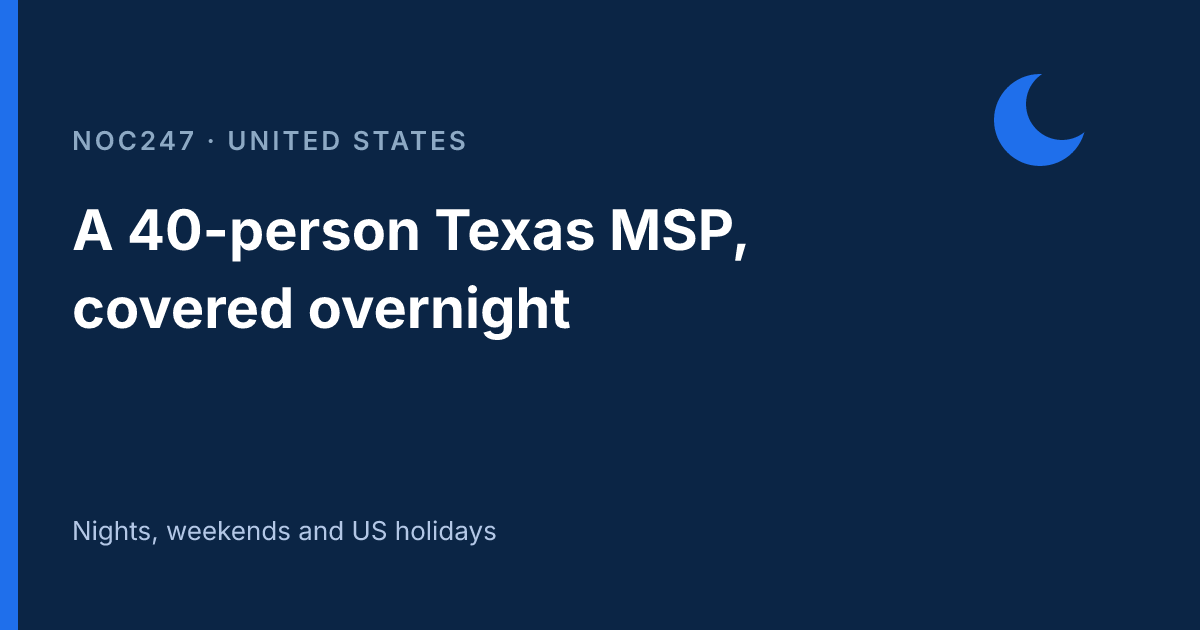 NOC247 · UNITED STATES
A 40-person Texas MSP,
covered overnight
Nights, weekends and US holidays